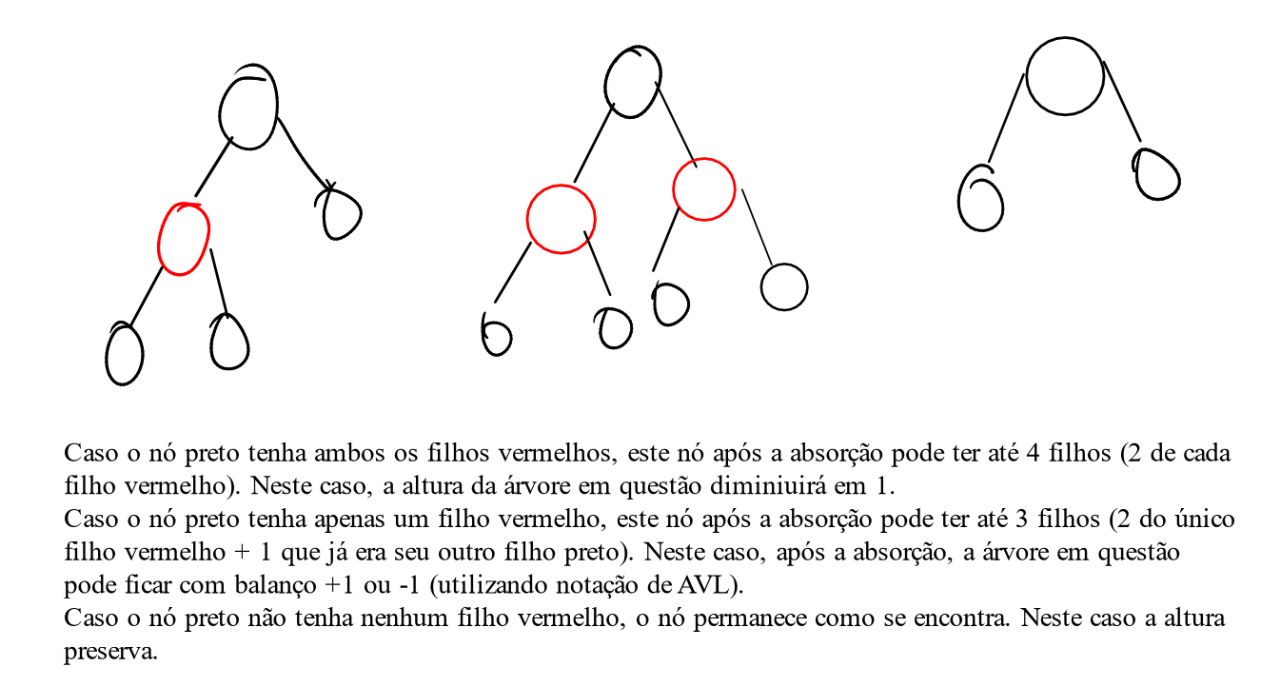 Caso o nó preto tenha ambos os filhos vermelhos, este nó após a absorção pode ter até 4 filhos (2 de cada
filho vermelho). Neste caso, a altura da árvore em questão diminiuirá em 1.
Caso o nó preto tenha apenas um filho vermelho, este nó após a absorção pode ter até 3 filhos (2 do único
filho vermelho + 1 que já era seu outro filho preto). Neste caso, após a absorção, a árvore em questão
pode ficar com balanço +1 ou -1 (utilizando notação de AVL).
Caso o nó preto não tenha nenhum filho vermelho, o nó permanece como se encontra. Neste caso a altura
preserva.